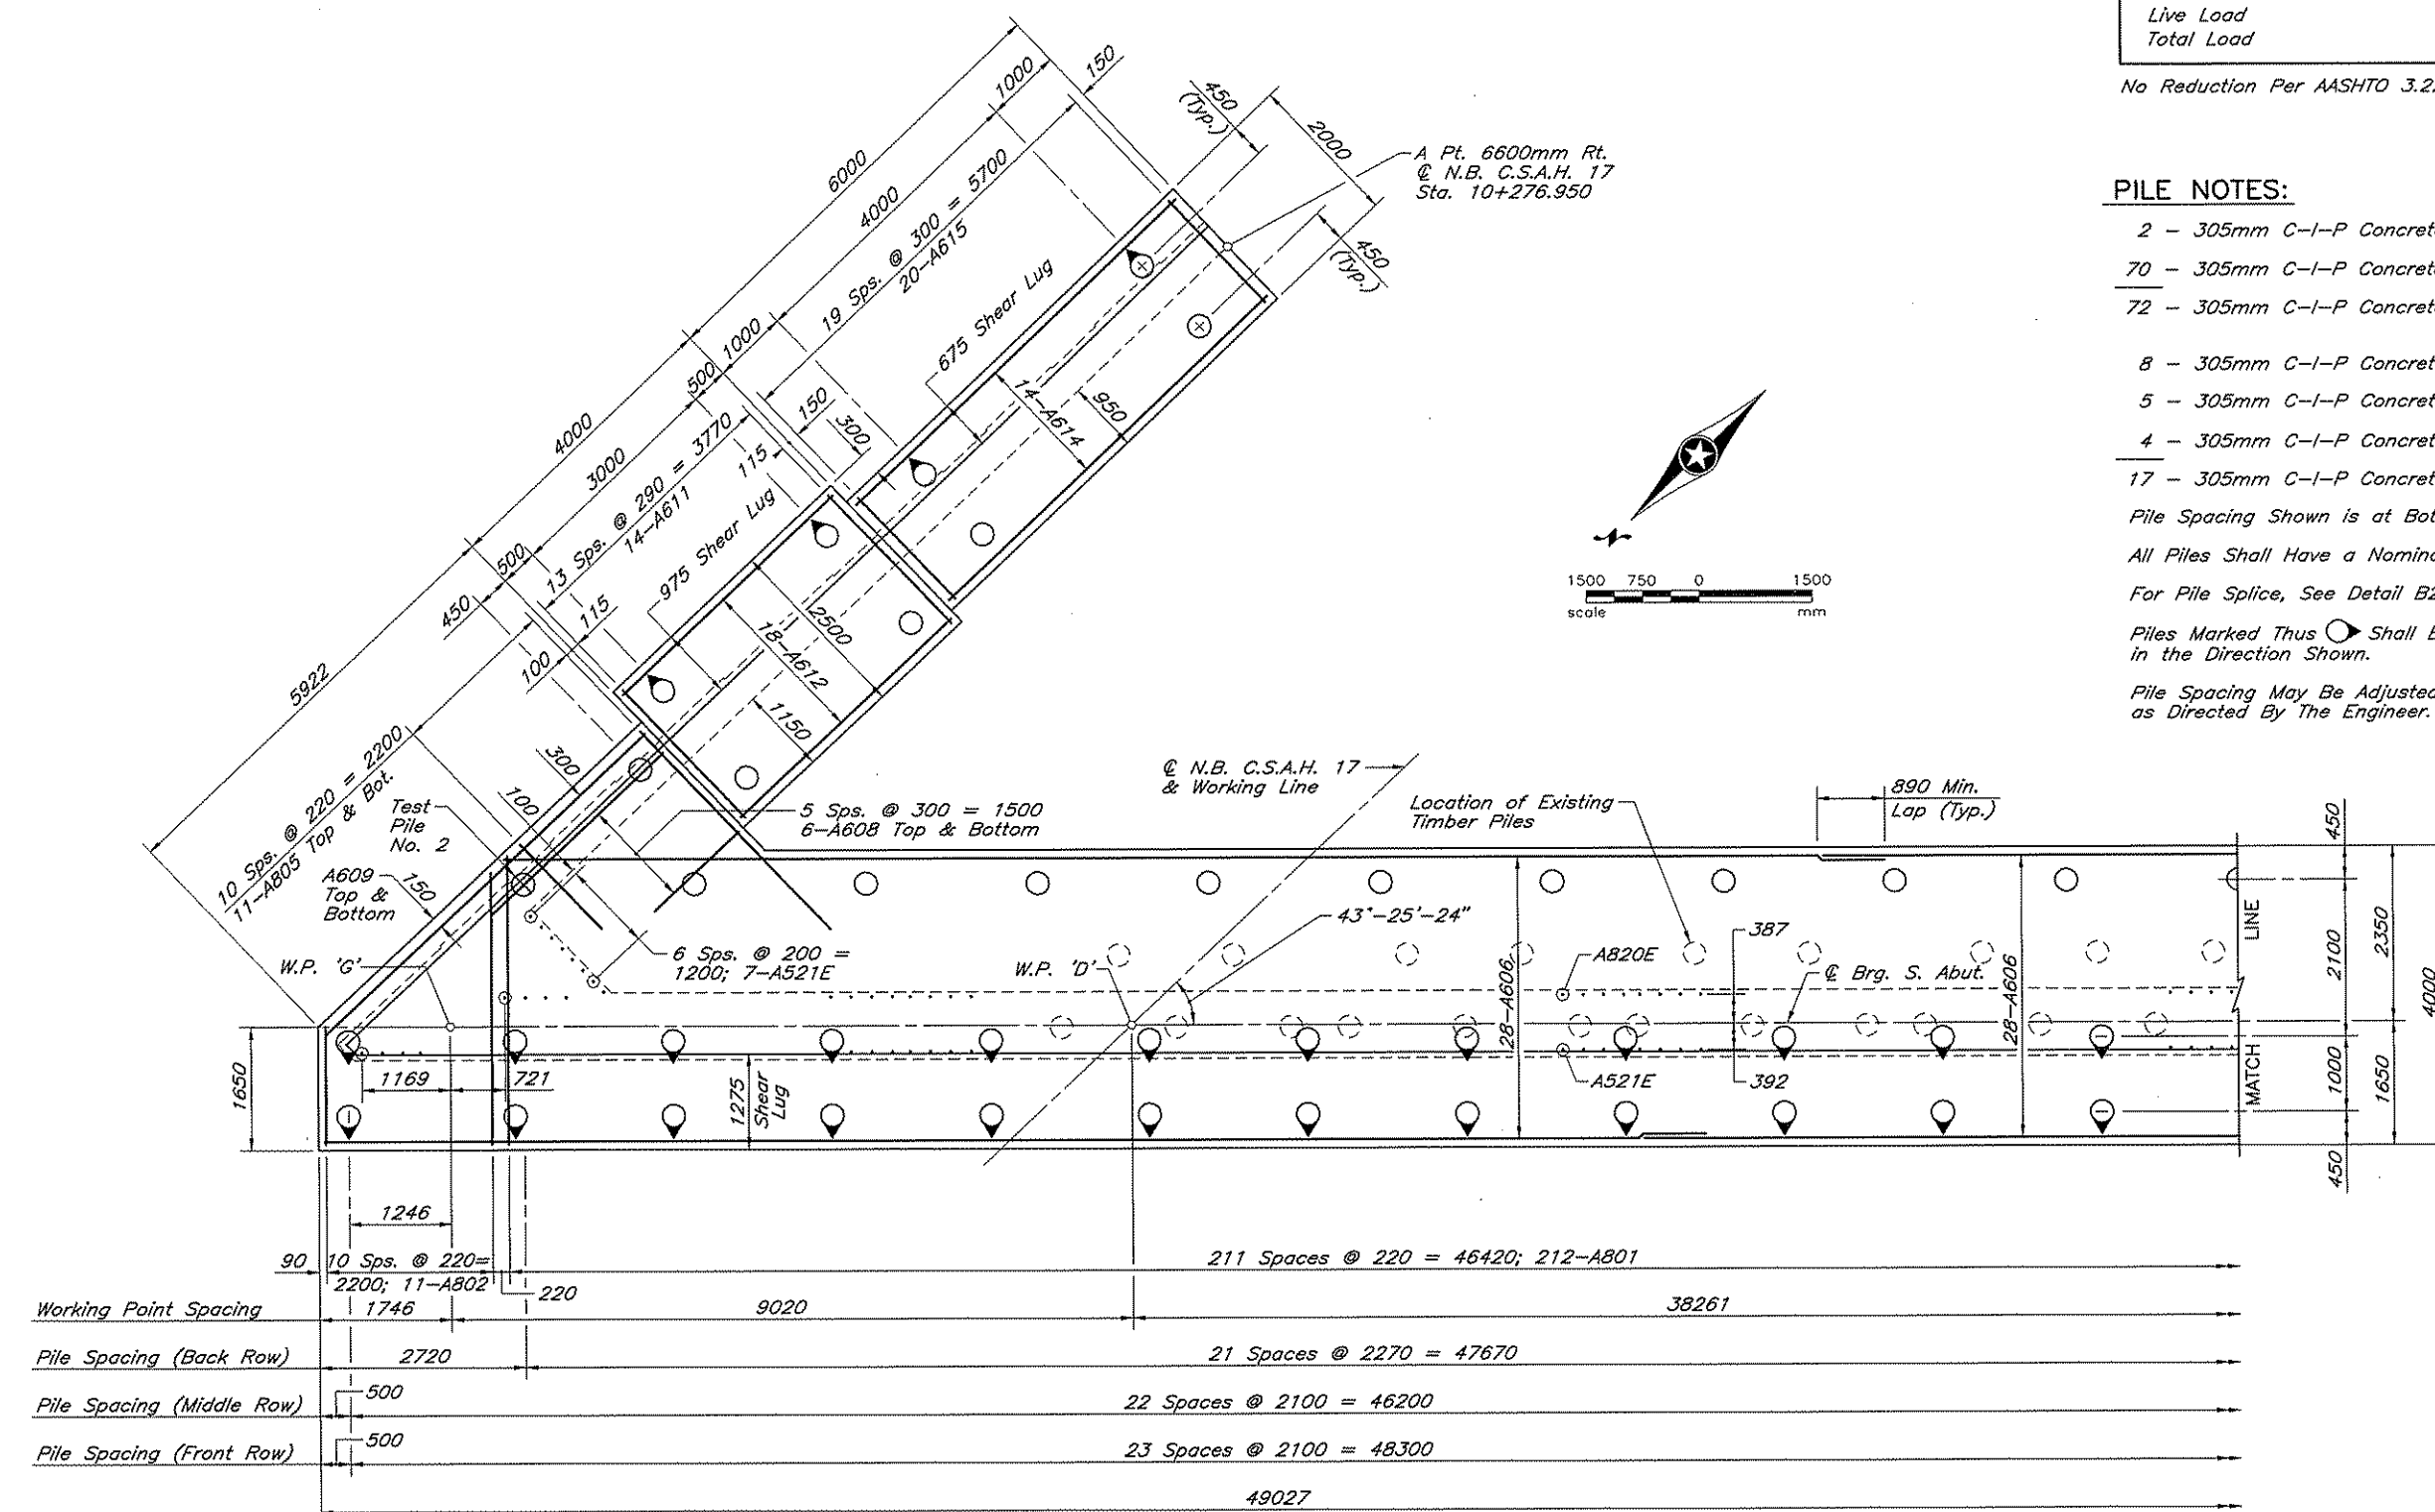 Live Load
Total Load
No Reduction Per AASHTO 3.2
PILE NOTES:
2 - 305mm C-I-P
70 - 305mm C-I-P
72 - 305mm C-I-P
8 - 305mm C-I-P
5 - 305mm C-I-P
4 - 305mm C-I-P
17 - 305mm C-I-P
Pile Spacing Shown is at
All Piles Shall Have a
For Pile Splice, See Detail
Piles Marked Thus Shall
in the Direction Shown.
Pile Spacing May Be Adjusted
as Directed By The Engineer.
150
1000
6000
4000
19 Sps. @ 300 = 5700
20-A615
450
(Typ.)
2000
A Pt. 6600mm Rt.
℄ N.B. C.S.A.H. 17
Sta. 10+276.950
450
(Typ.)
675 Shear Lug
1000
500
150
300
14-A614
950
115
4000
3000
13 Sps. @ 290 = 3770
14-A611
975 Shear Lug
500
450
115
100
2500
18-A612
1150
5922
10 Sps. @ 220 = 2200
11-A805 Top & Bot.
300
100
Test
Pile
No. 2
A609
Top &
Bottom
150
W.P. 'G'
5 Sps. @ 300 = 1500
6-A608 Top & Bottom
6 Sps. @ 200 =
1200; 7-A521E
1500 750 0 1500
scale mm
℄ N.B. C.S.A.H. 17
& Working Line
Location of Existing
Timber Piles
890 Min.
Lap (Typ.)
43°-25'-24"
W.P. 'D'
28-A606
A820E
387
℄ Brg. S. Abut.
28-A606
A521E
392
MATCH LINE
450
2100
2350
4000
1000
1650
450
1650
1169
721
1275
Shear
Lug
1246
90
10 Sps. @ 220=
2200; 11-A802
220
211 Spaces @ 220 = 46420; 212-A801
Working Point Spacing 1746 9020 38261
Pile Spacing (Back Row) 2720 21 Spaces @ 2270 = 47670
Pile Spacing (Middle Row) 500 22 Spaces @ 2100 = 46200
Pile Spacing (Front Row) 500 23 Spaces @ 2100 = 48300
49027